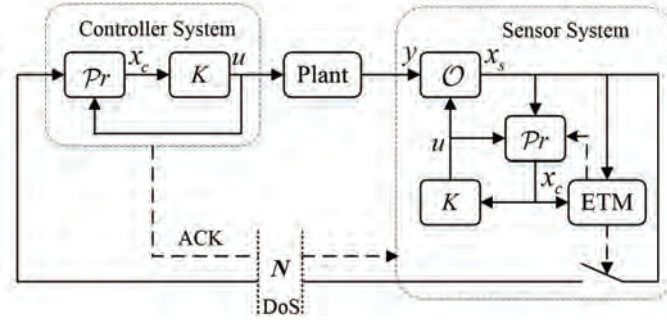 Controller System
Sensor System
𝒫r
x_c
K
u
Plant
y
𝒪
x_s
u
𝒫r
x_c
K
ETM
ACK
N
DoS